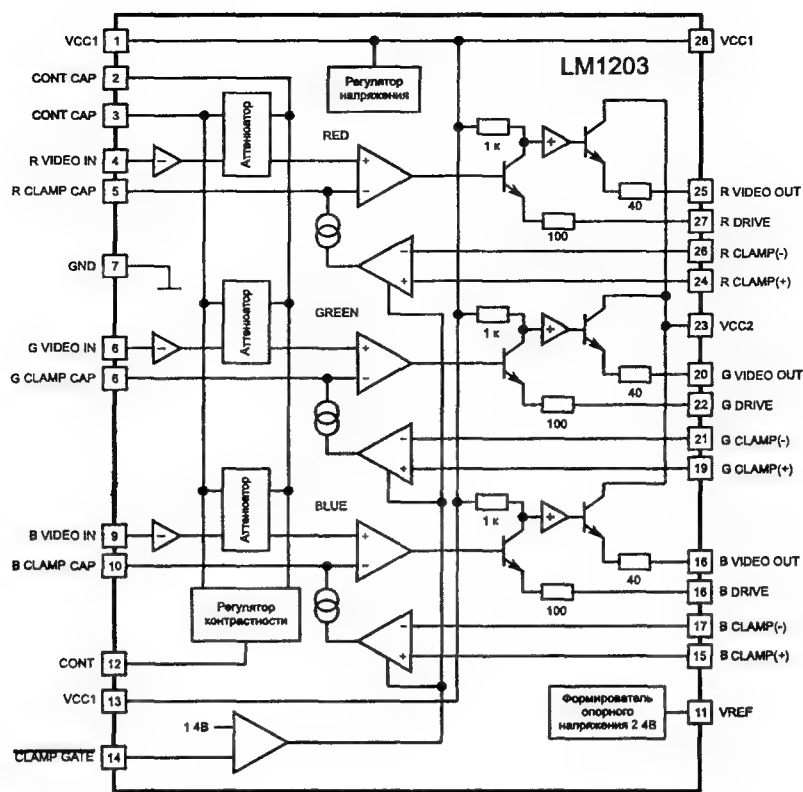 VCC1 1
28 VCC1
LM1203
CONT CAP 2
Регулятор
напряжения
CONT CAP 3
Аттенюатор
RED
1 к
R VIDEO IN 4
R CLAMP CAP 5
40
25 R VIDEO OUT
100
27 R DRIVE
26 R CLAMP(-)
GND 7
24 R CLAMP(+)
Аттенюатор
GREEN
1 к
23 VCC2
G VIDEO IN 6
G CLAMP CAP 6
40
20 G VIDEO OUT
100
22 G DRIVE
21 G CLAMP(-)
19 G CLAMP(+)
Аттенюатор
BLUE
1 к
B VIDEO IN 9
B CLAMP CAP 10
40
16 B VIDEO OUT
100
16 B DRIVE
Регулятор
контрастности
17 B CLAMP(-)
CONT 12
15 B CLAMP(+)
VCC1 13
1 4В
Формирователь
опорного
напряжения 2 4В
11 VREF
CLAMP GATE 14